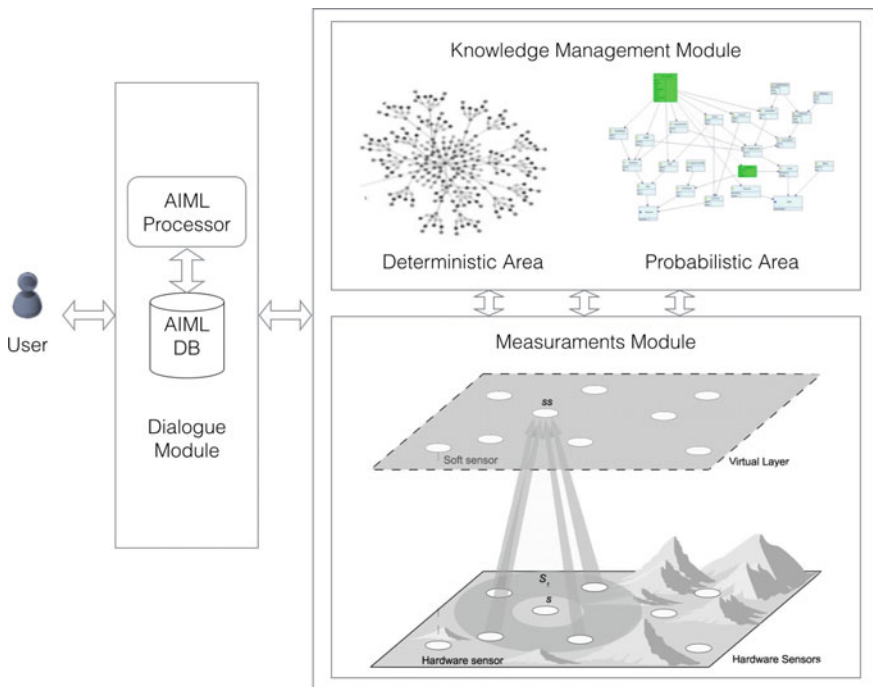 Knowledge Management Module
Deterministic Area
Probabilistic Area
AIML
Processor
AIML
DB
Dialogue
Module
User
Measuraments Module
ss
Soft sensor
Virtual Layer
S
s
Hardware sensor
Hardware Sensors